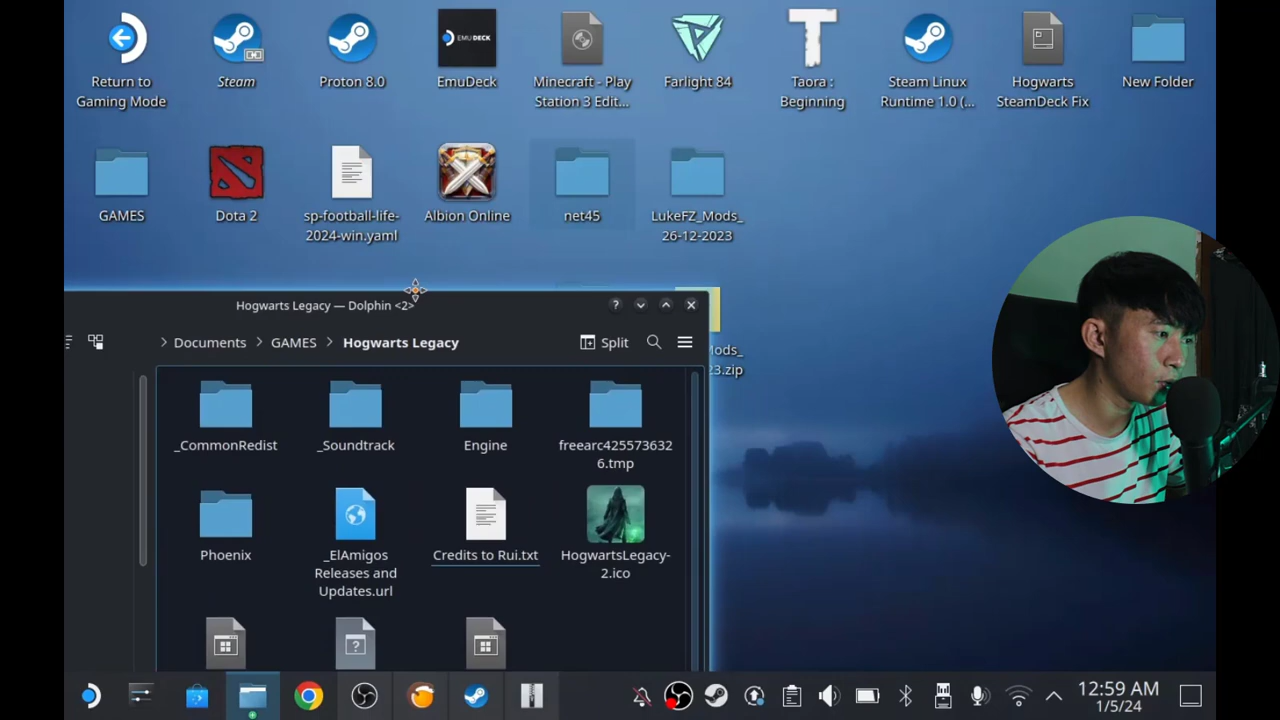 Return to
Gaming Mode
Steam
Proton 8.0
EMUDECK
EmuDeck
Minecraft - Play
Station 3 Edit...
Farlight 84
Taora :
Beginning
Steam Linux
Runtime 1.0 (...
Hogwarts
SteamDeck Fix
New Folder
GAMES
Dota 2
sp-football-life-
2024-win.yaml
Albion Online
net45
LukeFZ_Mods_
26-12-2023
Hogwarts Legacy — Dolphin <2>
Documents
GAMES
Hogwarts Legacy
Split
Mods_
23.zip
_CommonRedist
_Soundtrack
Engine
freearc425573632
6.tmp
Phoenix
_ElAmigos
Releases and
Updates.url
Credits to Rui.txt
HogwartsLegacy-
2.ico
12:59 AM
1/5/24